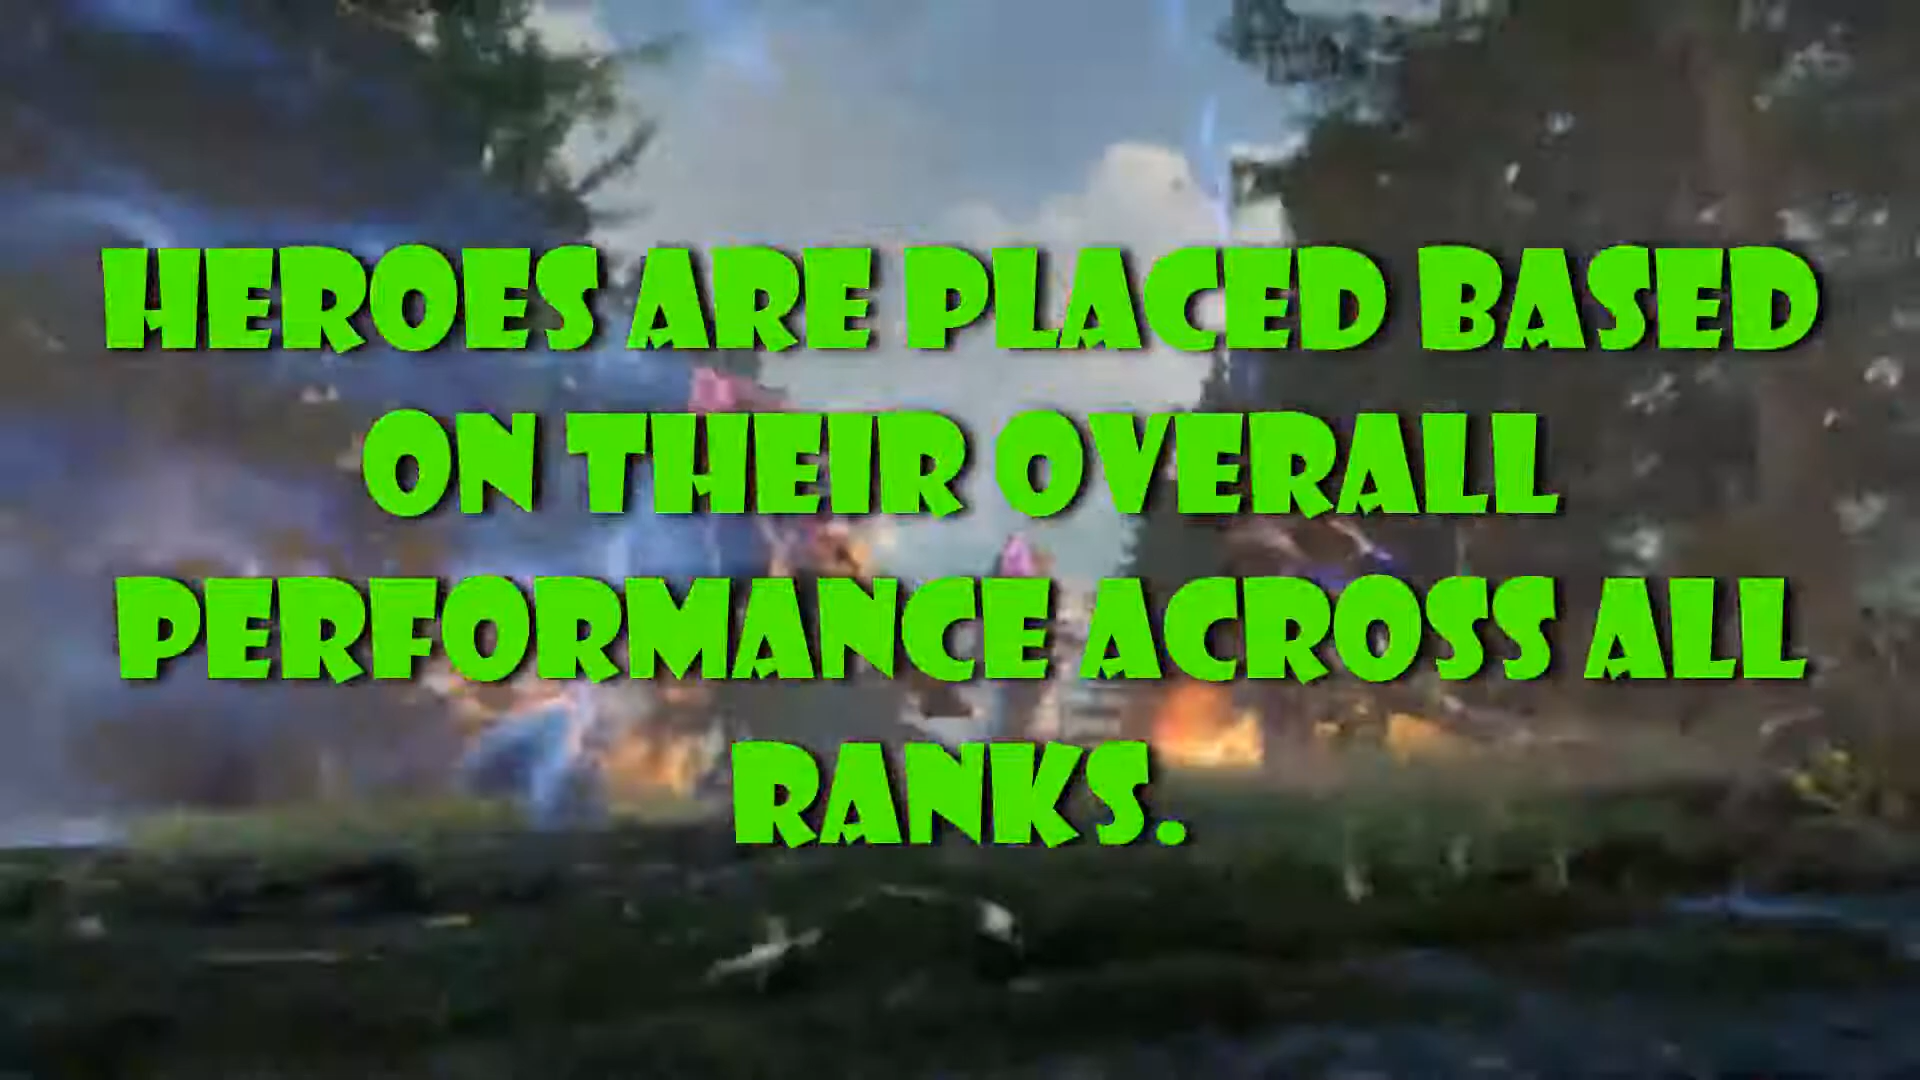 HEROES ARE PLACED BASED
ON THEIR OVERALL
PERFORMANCE ACROSS ALL
RANKS.